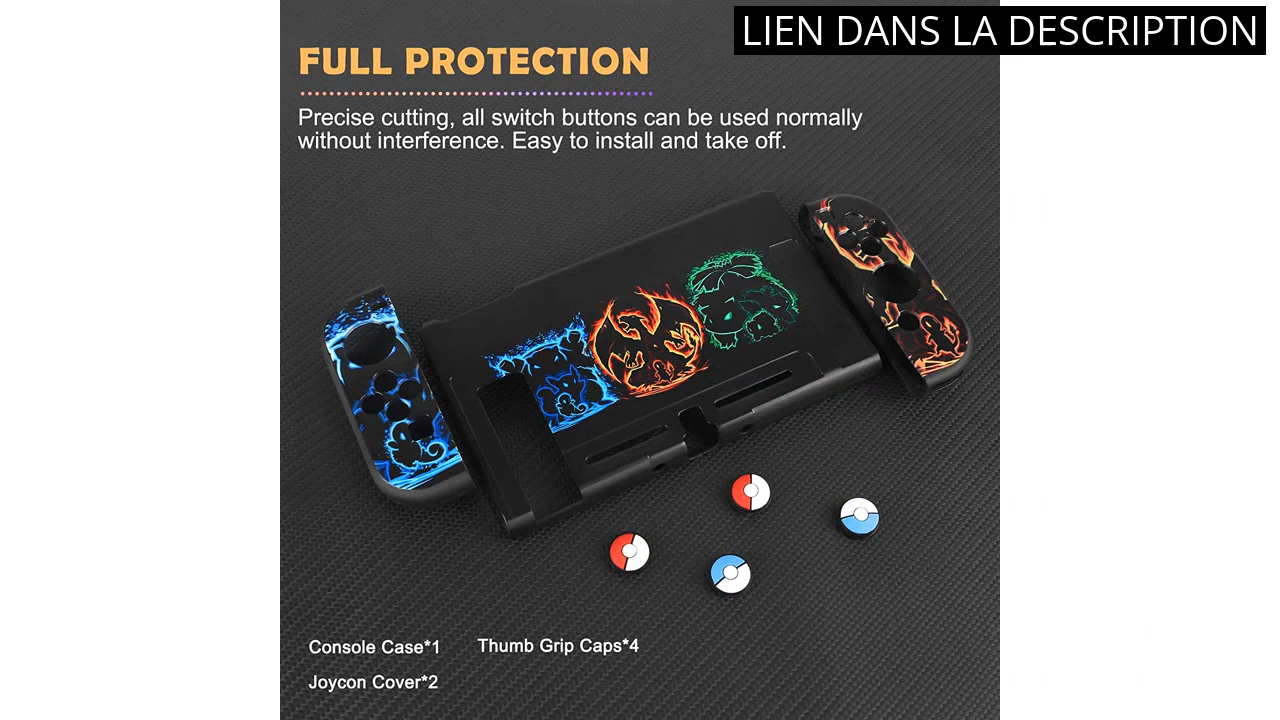 LIEN DANS LA DESCRIPTION
FULL PROTECTION
Precise cutting, all switch buttons can be used normally
without interference. Easy to install and take off.
Console Case*1
Thumb Grip Caps*4
Joycon Cover*2